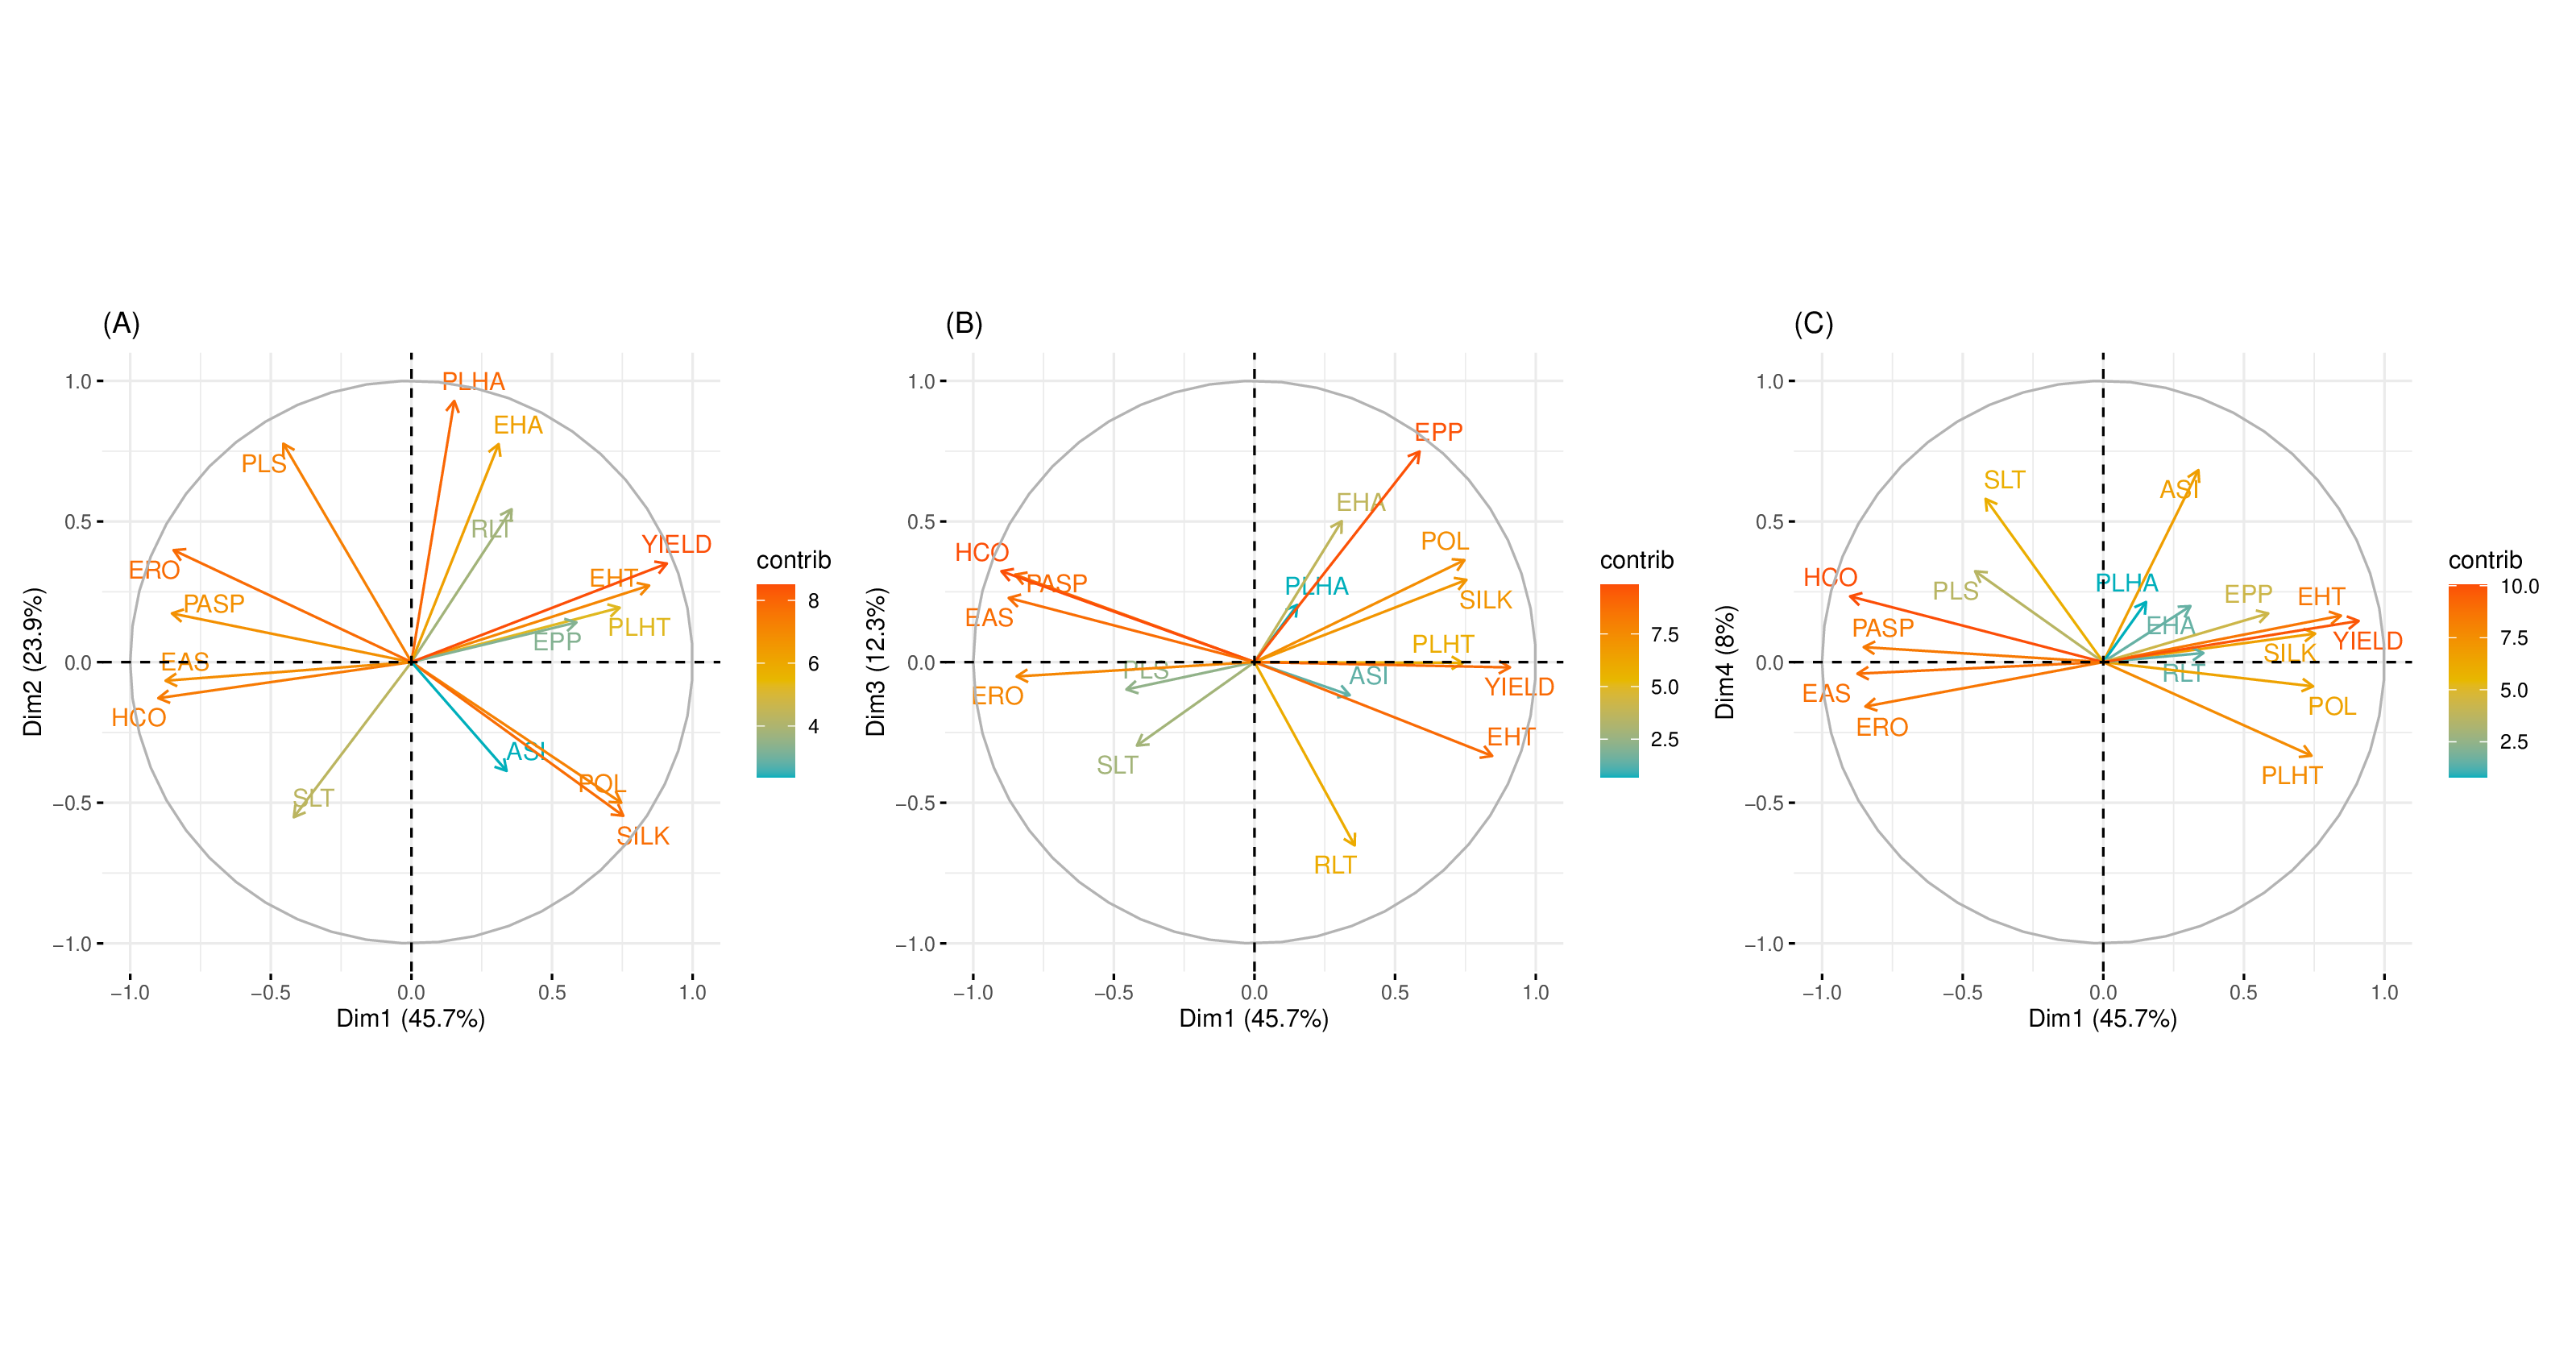 (A)
PLHA
EHA
PLS
RLT
YIELD
ERO
EHT
PASP
PLHT
EPP
EAS
HCO
ASI
POL
SLT
SILK
1.0
0.5
0.0
−0.5
−1.0
−1.0 −0.5 0.0 0.5 1.0
Dim1 (45.7%)
Dim2 (23.9%)
contrib
8
6
4
(B)
EPP
EHA
POL
HCO
PASP
PLHA
SILK
EAS
PLHT
PLS
ASI
ERO
YIELD
EHT
SLT
RLT
1.0
0.5
0.0
−0.5
−1.0
−1.0 −0.5 0.0 0.5 1.0
Dim1 (45.7%)
Dim3 (12.3%)
contrib
7.5
5.0
2.5
(C)
SLT
ASI
HCO
PLHA
PLS
EPP
EHT
PASP
EHA
YIELD
SILK
RLT
EAS
POL
ERO
PLHT
1.0
0.5
0.0
−0.5
−1.0
−1.0 −0.5 0.0 0.5 1.0
Dim1 (45.7%)
Dim4 (8%)
contrib
10.0
7.5
5.0
2.5